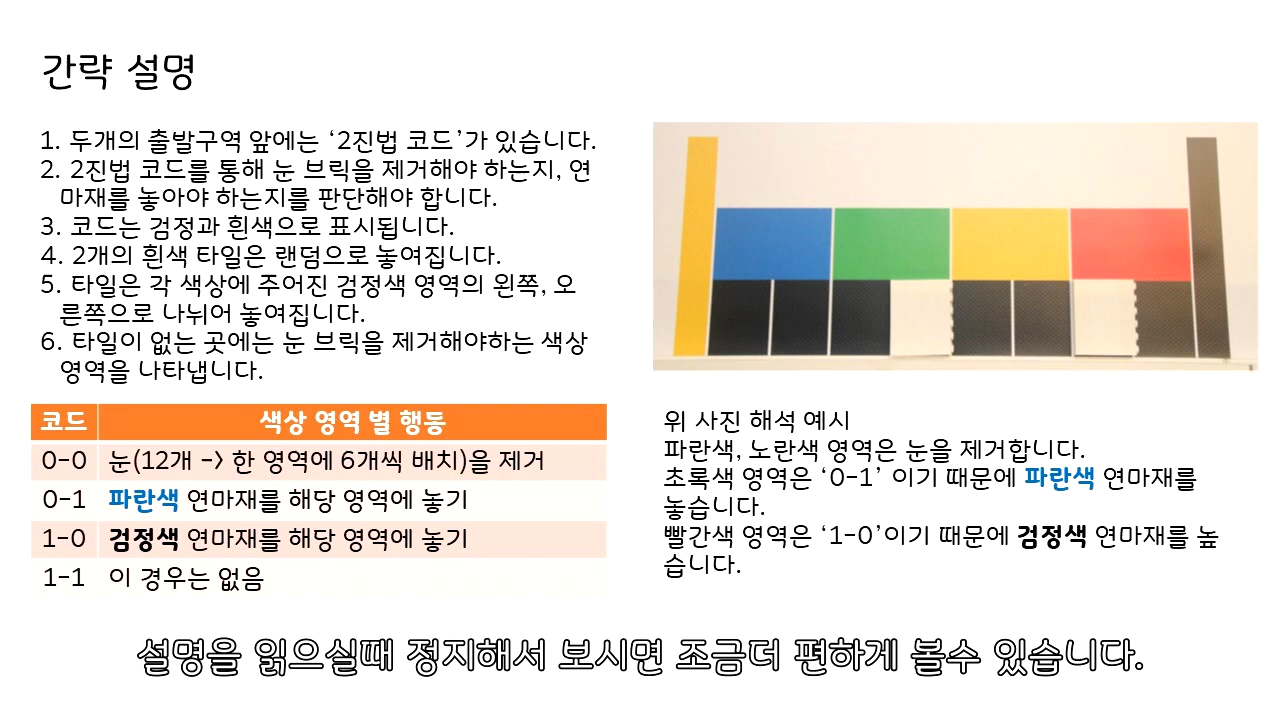 간략 설명
1. 두개의 출발구역 앞에는 ‘2진법 코드’가 있습니다.
2. 2진법 코드를 통해 눈 브릭을 제거해야 하는지, 연
마재를 놓아야 하는지를 판단해야 합니다.
3. 코드는 검정과 흰색으로 표시됩니다.
4. 2개의 흰색 타일은 랜덤으로 놓여집니다.
5. 타일은 각 색상에 주어진 검정색 영역의 왼쪽, 오
른쪽으로 나뉘어 놓여집니다.
6. 타일이 없는 곳에는 눈 브릭을 제거해야하는 색상
영역을 나타냅니다.
코드 색상 영역 별 행동
0-0 눈(12개 -> 한 영역에 6개씩 배치)을 제거
0-1 파란색 연마재를 해당 영역에 놓기
1-0 검정색 연마재를 해당 영역에 놓기
1-1 이 경우는 없음
위 사진 해석 예시
파란색, 노란색 영역은 눈을 제거합니다.
초록색 영역은 ‘0-1’ 이기 때문에 파란색 연마재를
놓습니다.
빨간색 영역은 ‘1-0’이기 때문에 검정색 연마재를 높
습니다.
설명을 읽으실때 정지해서 보시면 조금더 편하게 볼수 있습니다.